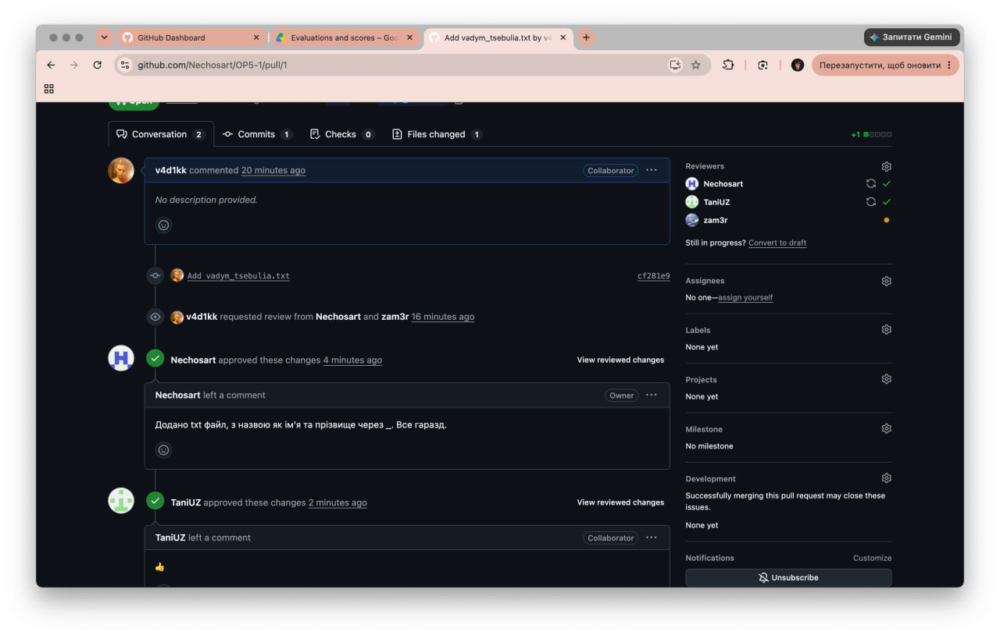 GitHub Dashboard
Evaluations and scores – Goo
Add vadym_tsebulia.txt by v4
Запитати Gemini
github.com/Nechosart/OP5-1/pull/1
Перезапустити, щоб оновити
Open
Conversation 2
Commits 1
Checks 0
Files changed 1
+1
v4d1kk commented 20 minutes ago
Collaborator
No description provided.
Add vadym_tsebulia.txt
cf281e9
v4d1kk requested review from Nechosart and zam3r 16 minutes ago
Nechosart approved these changes 4 minutes ago
View reviewed changes
Nechosart left a comment
Owner
Додано txt файл, з назвою як ім'я та прізвище через _. Все гаразд.
TaniUZ approved these changes 2 minutes ago
View reviewed changes
TaniUZ left a comment
Collaborator
👍
Reviewers
Nechosart
TaniUZ
zam3r
Still in progress? Convert to draft
Assignees
No one—assign yourself
Labels
None yet
Projects
None yet
Milestone
No milestone
Development
Successfully merging this pull request may close these
issues.
None yet
Notifications
Customize
Unsubscribe